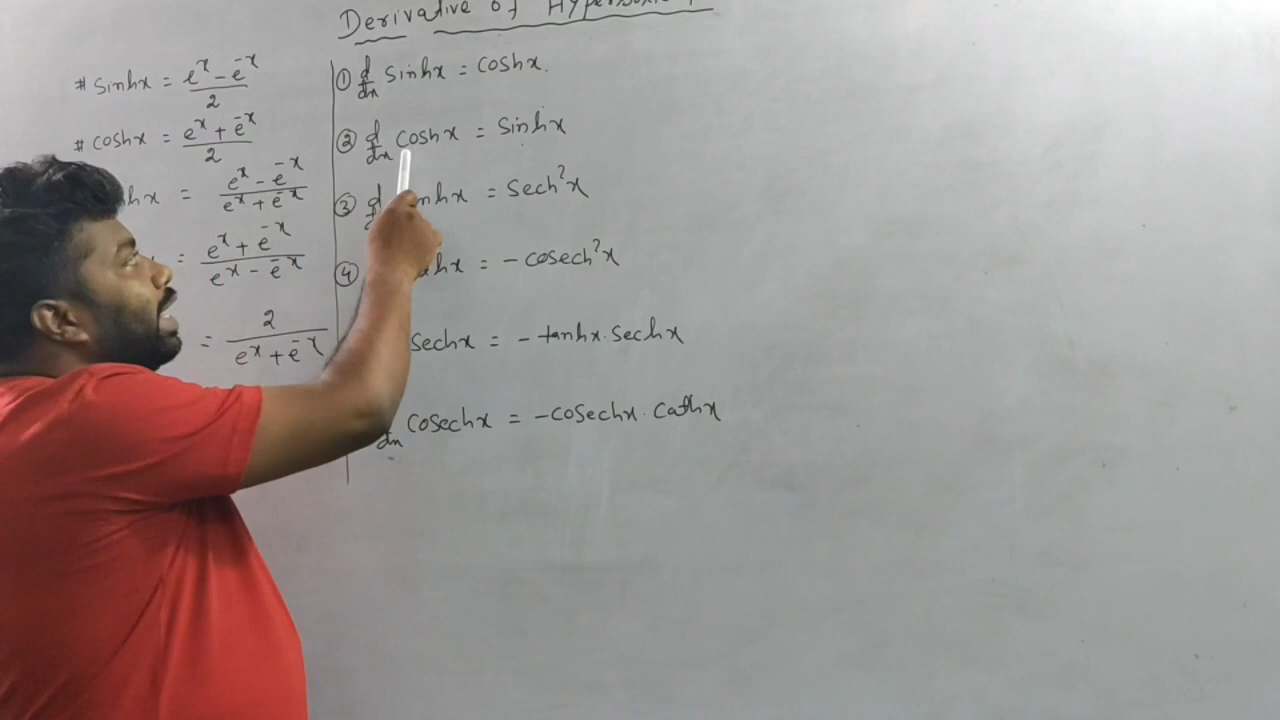 Derivative of
# sinhx = e^x - e^-x / 2
# coshx = e^x + e^-x / 2
hx = e^x - e^-x / e^x + e^-x
= e^x + e^-x / e^x - e^-x
= 2 / e^x + e^-x
① d/dx sinhx = coshx.
② d/dx coshx = sinhx
③ d nhx = sech²x
④ hx = - cosech²x
sechx = - tanhx. sechx
dx cosechx = -cosechx. cothx